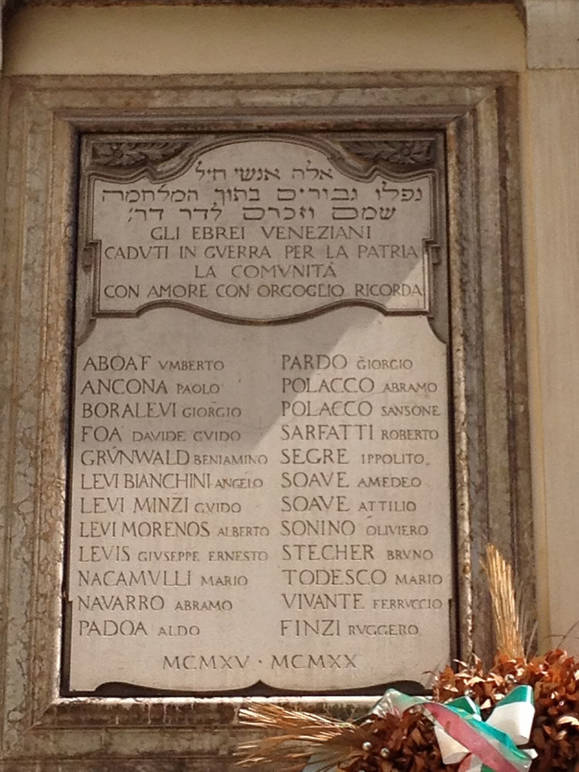 אלה אנשי חיל
נפלו גבורים בתוך המלחמה
שמם וזכרם לדר דר׳
GLI EBREI VENEZIANI
CADVTI IN GVERRA PER LA PATRIA
LA COMVNITÁ
CON AMORE CON ORGOGLIO RICORDA
ABOAF VMBERTO
ANCONA PAOLO
BORALEVI GIORGIO
FOA DAVIDE GVIDO
GRÜNWALD BENIAMINO
LEVI BIANCHINI ANGELO
LEVI MINZI GVIDO
LEVI MORENOS ALBERTO
LEVIS GIVSEPPE ERNESTO
NACAMVLLI MARIO
NAVARRO ABRAMO
PADOA ALDO
PARDO GIORGIO
POLACCO ABRAMO
POLACCO SANSONE
SARFATTI ROBERTO
SEGRE IPPOLITO
SOAVE AMEDEO
SOAVE ATTILIO
SONINO OLIVIERO
STECHER BRVNO
TODESCO MARIO
VIVANTE FERRVCCIO
FINZI RVGGERO
MCMXV · MCMXX